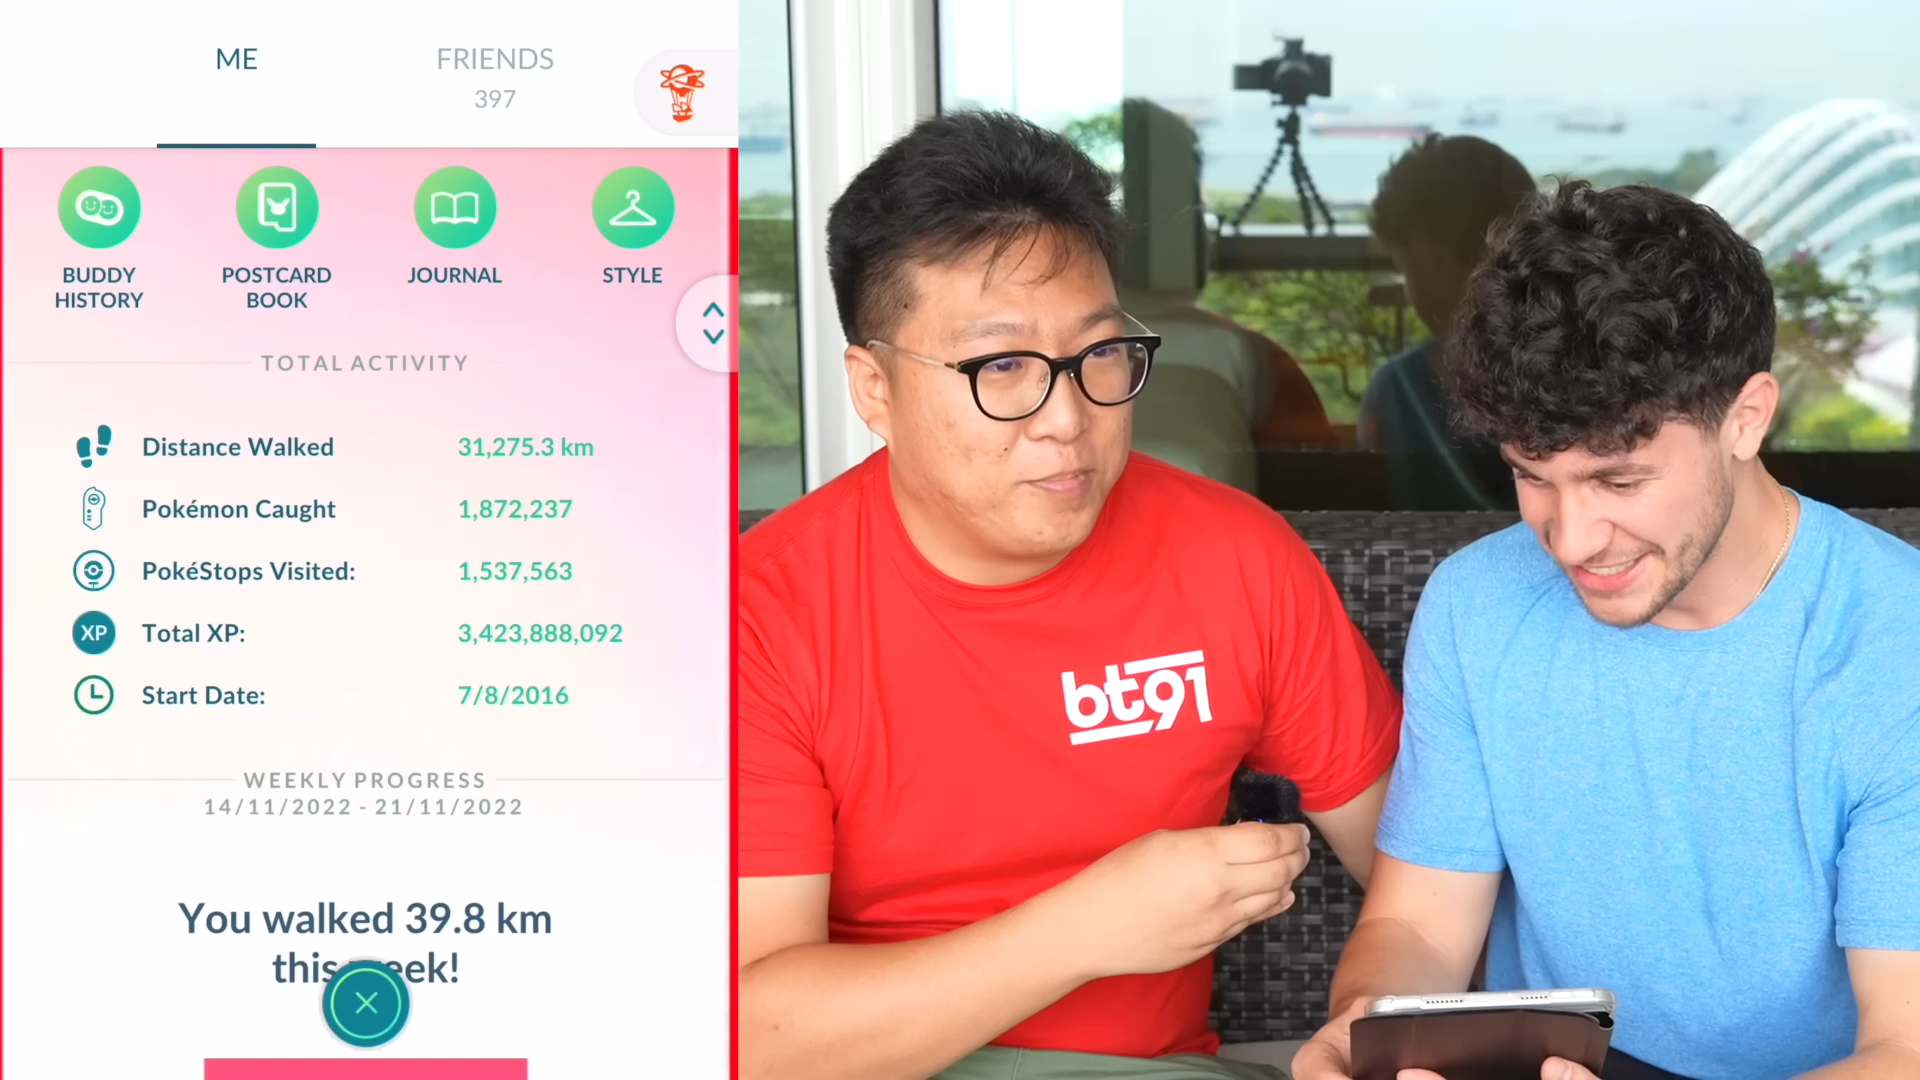 ME
FRIENDS
397
BUDDY
HISTORY
POSTCARD
BOOK
JOURNAL
STYLE
TOTAL ACTIVITY
Distance Walked 31,275.3 km
Pokémon Caught 1,872,237
PokéStops Visited: 1,537,563
XP Total XP: 3,423,888,092
Start Date: 7/8/2016
WEEKLY PROGRESS
14/11/2022 - 21/11/2022
You walked 39.8 km
this week!
bt91